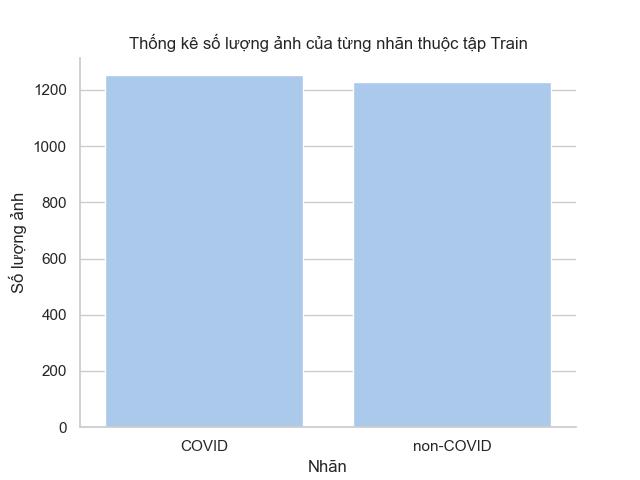 Thống kê số lượng ảnh của từng nhãn thuộc tập Train
1200
1000
800
600
400
200
0
Số lượng ảnh
COVID
non-COVID
Nhãn